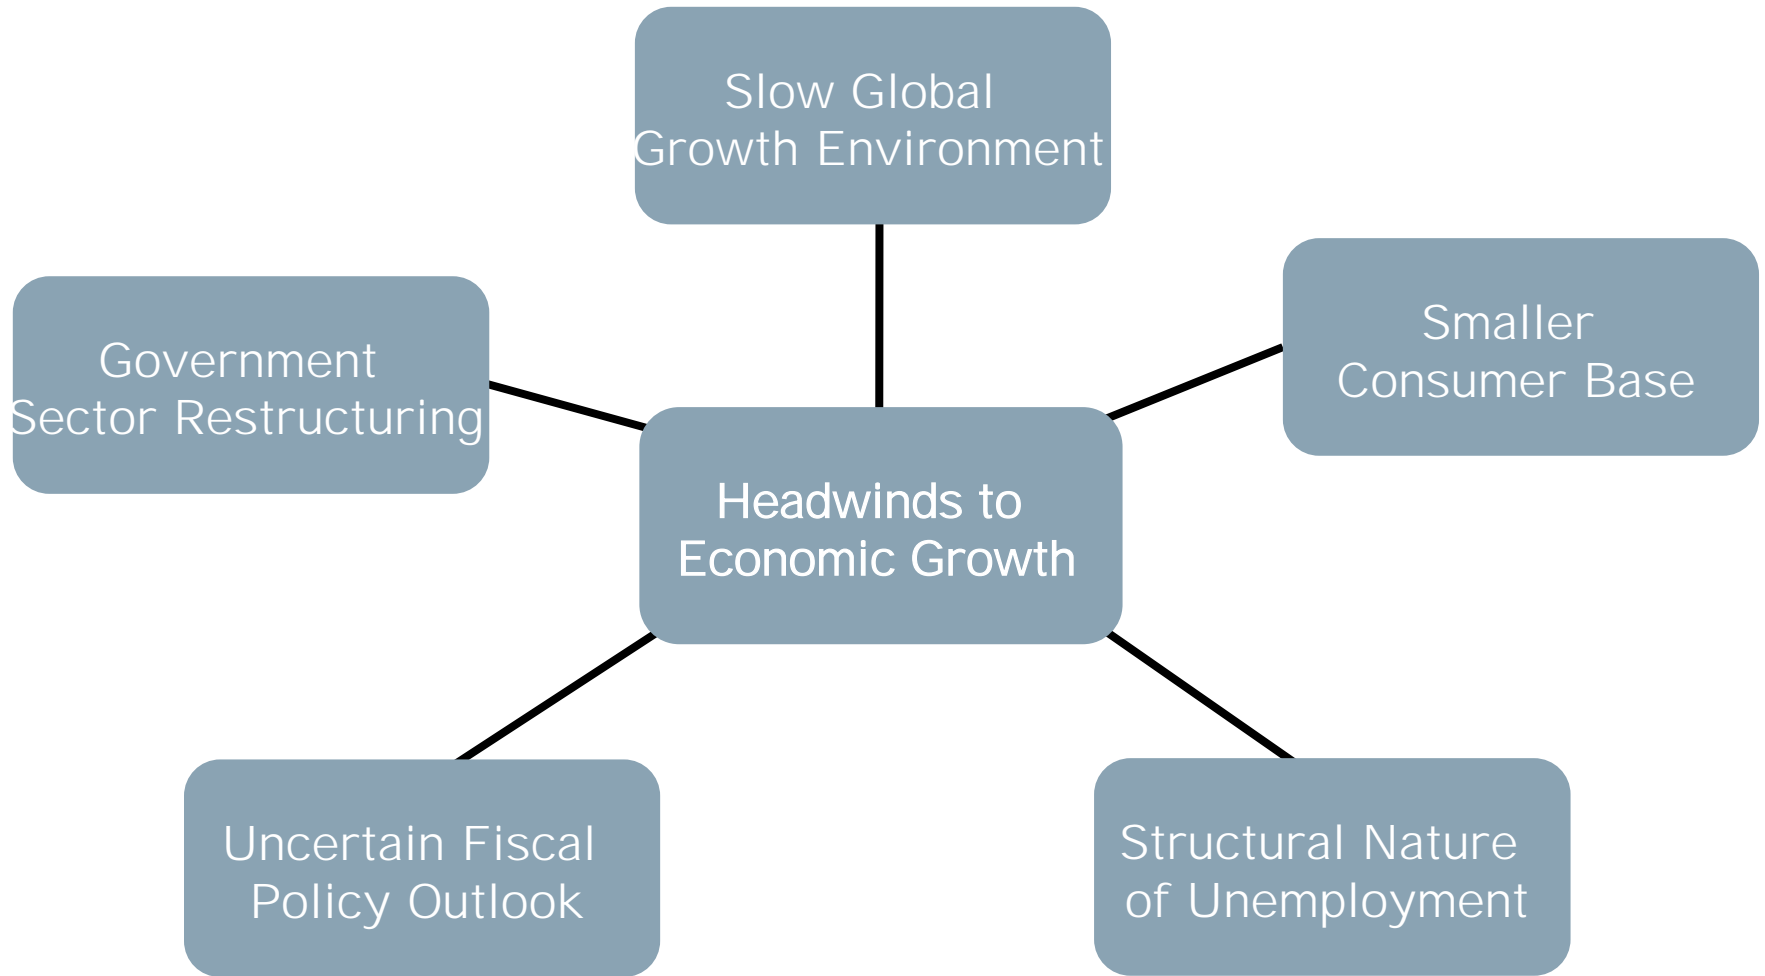 Slow Global
Growth Environment
Smaller
Consumer Base
Government
Sector Restructuring
Headwinds to
Economic Growth
Uncertain Fiscal
Policy Outlook
Structural Nature
of Unemployment